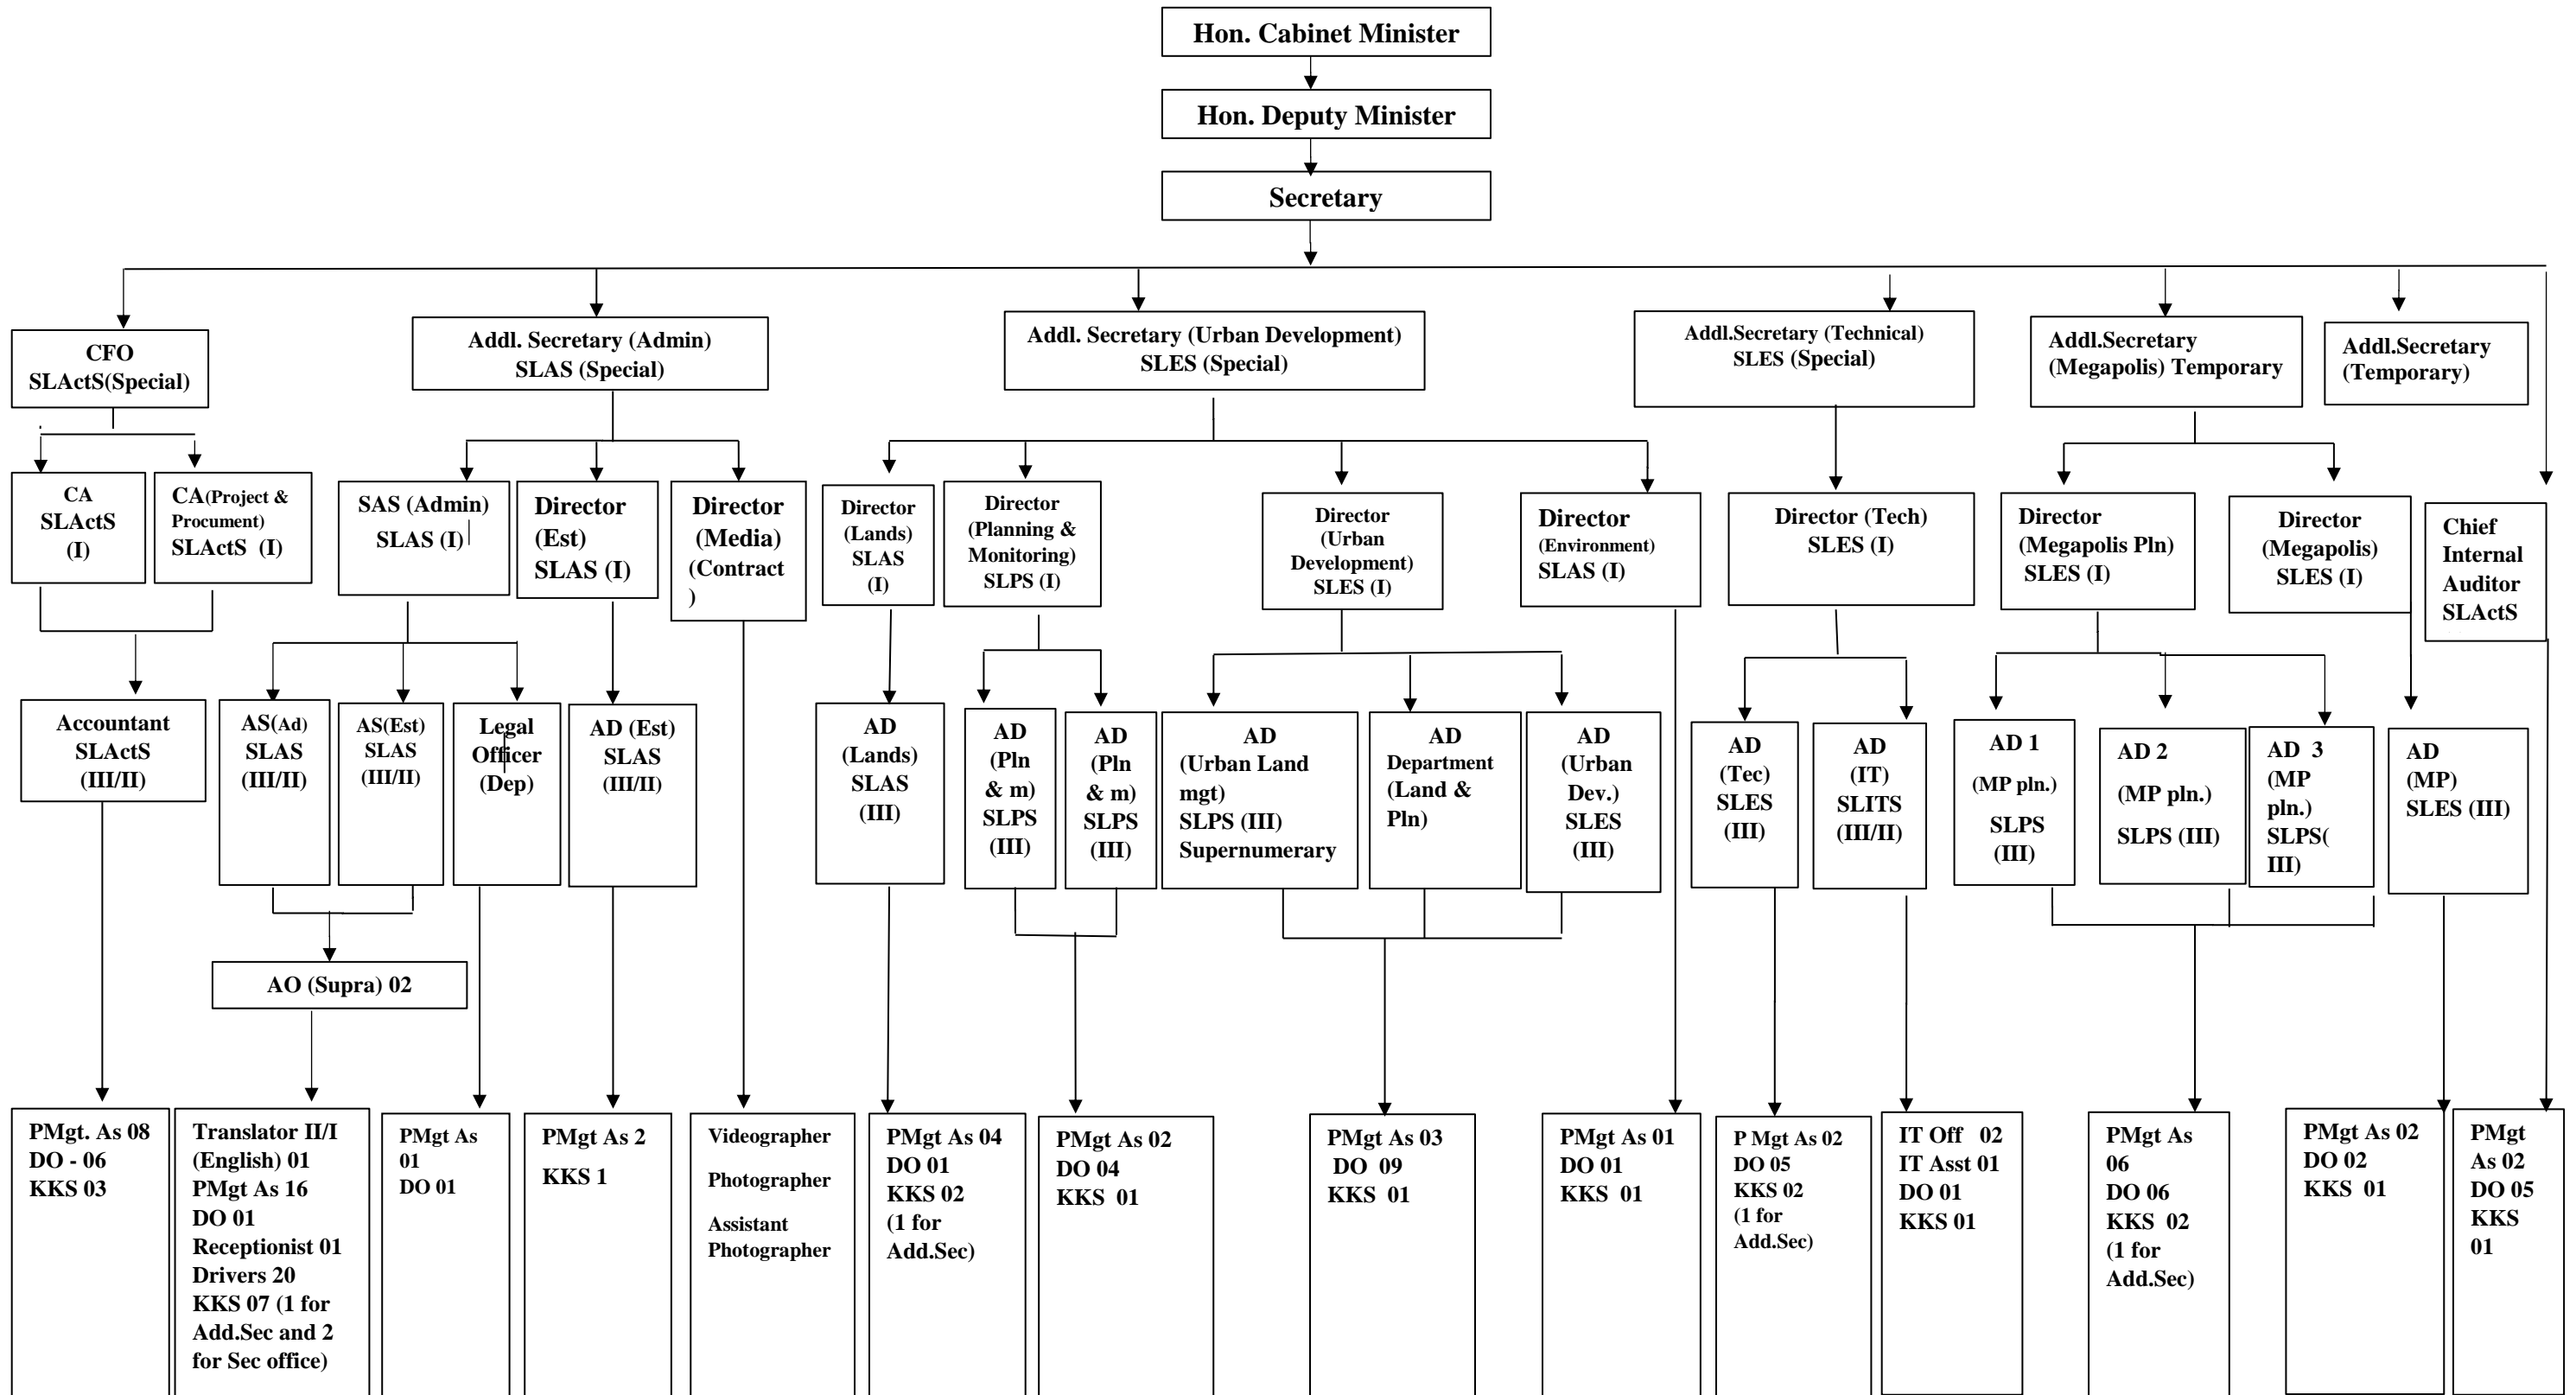 Hon. Cabinet Minister
Hon. Deputy Minister
Secretary
CFO
SLActS(Special)
Addl. Secretary (Admin)
SLAS (Special)
Addl. Secretary (Urban Development)
SLES (Special)
Addl.Secretary (Technical)
SLES (Special)
Addl.Secretary
(Megapolis) Temporary
Addl.Secretary
(Temporary)
CA
SLActS
(I)
CA(Project &
Procument)
SLActS (I)
SAS (Admin)
SLAS (I)
Director
(Est)
SLAS (I)
Director
(Media)
(Contract
)
Director
(Lands)
SLAS
(I)
Director
(Planning &
Monitoring)
SLPS (I)
Director
(Urban
Development)
SLES (I)
Director
(Environment)
SLAS (I)
Director (Tech)
SLES (I)
Director
(Megapolis Pln)
SLES (I)
Director
(Megapolis)
SLES (I)
Chief
Internal
Auditor
SLActS
Accountant
SLActS
(III/II)
AS(Ad)
SLAS
(III/II)
AS(Est)
SLAS
(III/II)
Legal
Officer
(Dep)
AD (Est)
SLAS
(III/II)
AD
(Lands)
SLAS
(III)
AD
(Pln
& m)
SLPS
(III)
AD
(Pln
& m)
SLPS
(III)
AD
(Urban Land
mgt)
SLPS (III)
Supernumerary
AD
Department
(Land &
Pln)
AD
(Urban
Dev.)
SLES
(III)
AD
(Tec)
SLES
(III)
AD
(IT)
SLITS
(III/II)
AD 1
(MP pln.)
SLPS
(III)
AD 2
(MP pln.)
SLPS (III)
AD 3
(MP
pln.)
SLPS(
III)
AD
(MP)
SLES (III)
AO (Supra) 02
PMgt. As 08
DO - 06
KKS 03
Translator II/I
(English) 01
PMgt As 16
DO 01
Receptionist 01
Drivers 20
KKS 07 (1 for
Add.Sec and 2
for Sec office)
PMgt As
01
DO 01
PMgt As 2
KKS 1
Videographer
Photographer
Assistant
Photographer
PMgt As 04
DO 01
KKS 02
(1 for
Add.Sec)
PMgt As 02
DO 04
KKS 01
PMgt As 03
DO 09
KKS 01
PMgt As 01
DO 01
KKS 01
P Mgt As 02
DO 05
KKS 02
(1 for
Add.Sec)
IT Off 02
IT Asst 01
DO 01
KKS 01
PMgt As
06
DO 06
KKS 02
(1 for
Add.Sec)
PMgt As 02
DO 02
KKS 01
PMgt
As 02
DO 05
KKS
01